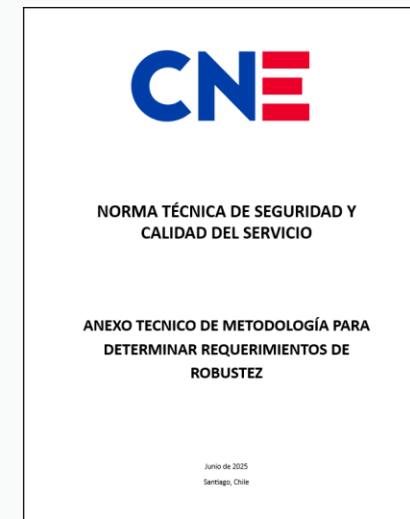 CNE
NORMA TÉCNICA DE SEGURIDAD Y
CALIDAD DEL SERVICIO
ANEXO TECNICO DE METODOLOGÍA PARA
DETERMINAR REQUERIMIENTOS DE
ROBUSTEZ
Junio de 2025
Santiago, Chile